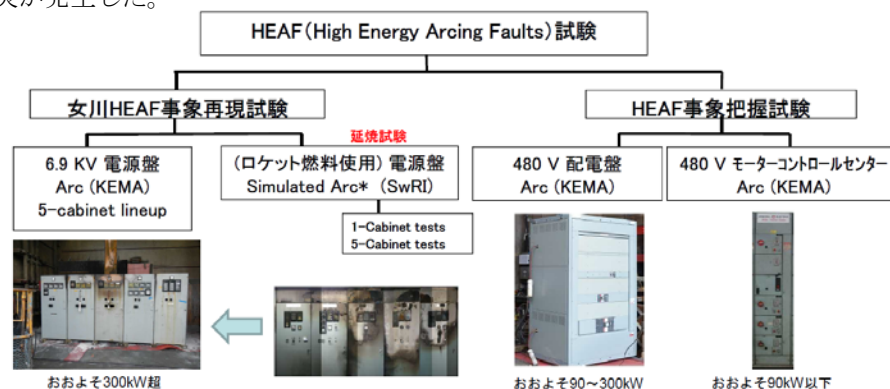 HEAF(High Energy Arcing Faults)試験
女川HEAF事象再現試験
HEAF事象把握試験
延焼試験
6.9 KV 電源盤
Arc (KEMA)
5-cabinet lineup
(ロケット燃料使用) 電源盤
Simulated Arc* (SwRI)
480 V 配電盤
Arc (KEMA)
480 V モーターコントロールセンター
Arc (KEMA)
1-Cabinet tests
5-Cabinet tests
おおよそ300kW超
おおよそ90~300kW
おおよそ90kW以下